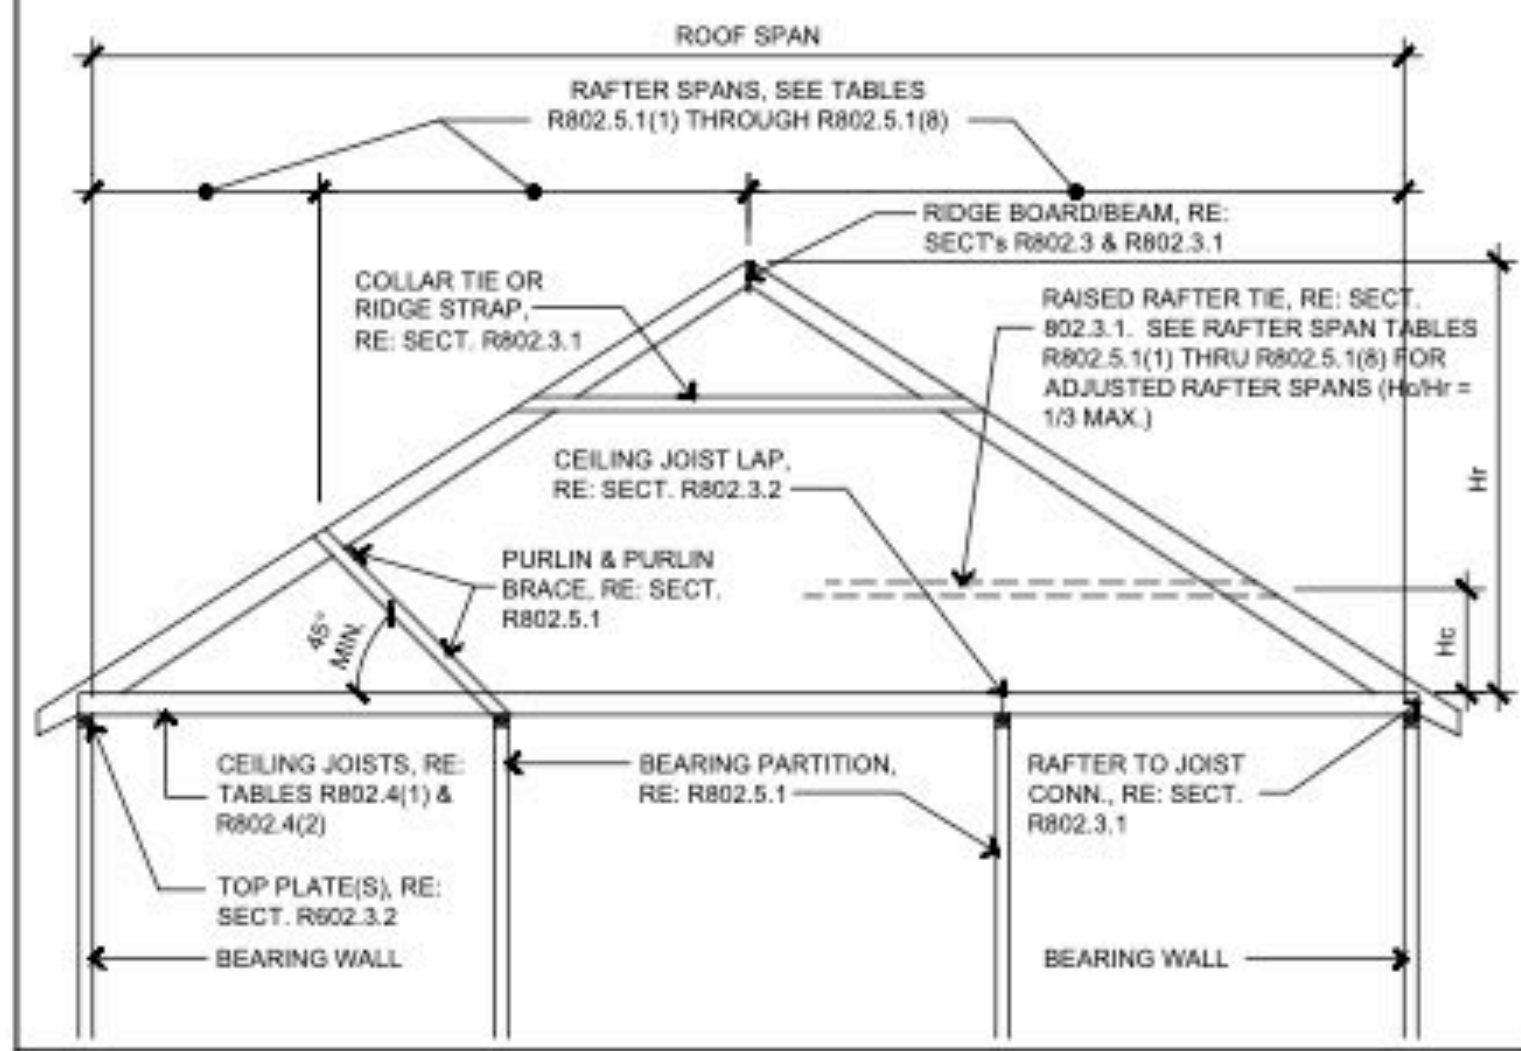 ROOF SPAN
RAFTER SPANS, SEE TABLES
R802.5.1(1) THROUGH R802.5.1(8)
RIDGE BOARD/BEAM, RE:
SECT's R802.3 & R802.3.1
COLLAR TIE OR
RIDGE STRAP,
RE: SECT. R802.3.1
RAISED RAFTER TIE, RE: SECT.
802.3.1. SEE RAFTER SPAN TABLES
R802.5.1(1) THRU R802.5.1(8) FOR
ADJUSTED RAFTER SPANS (Hc/Hr =
1/3 MAX.)
CEILING JOIST LAP,
RE: SECT. R802.3.2
Hr
PURLIN & PURLIN
BRACE, RE: SECT.
R802.5.1
45°
MIN.
Hc
CEILING JOISTS, RE:
TABLES R802.4(1) &
R802.4(2)
BEARING PARTITION,
RE: R802.5.1
RAFTER TO JOIST
CONN., RE: SECT.
R802.3.1
TOP PLATE(S), RE:
SECT. R602.3.2
BEARING WALL
BEARING WALL